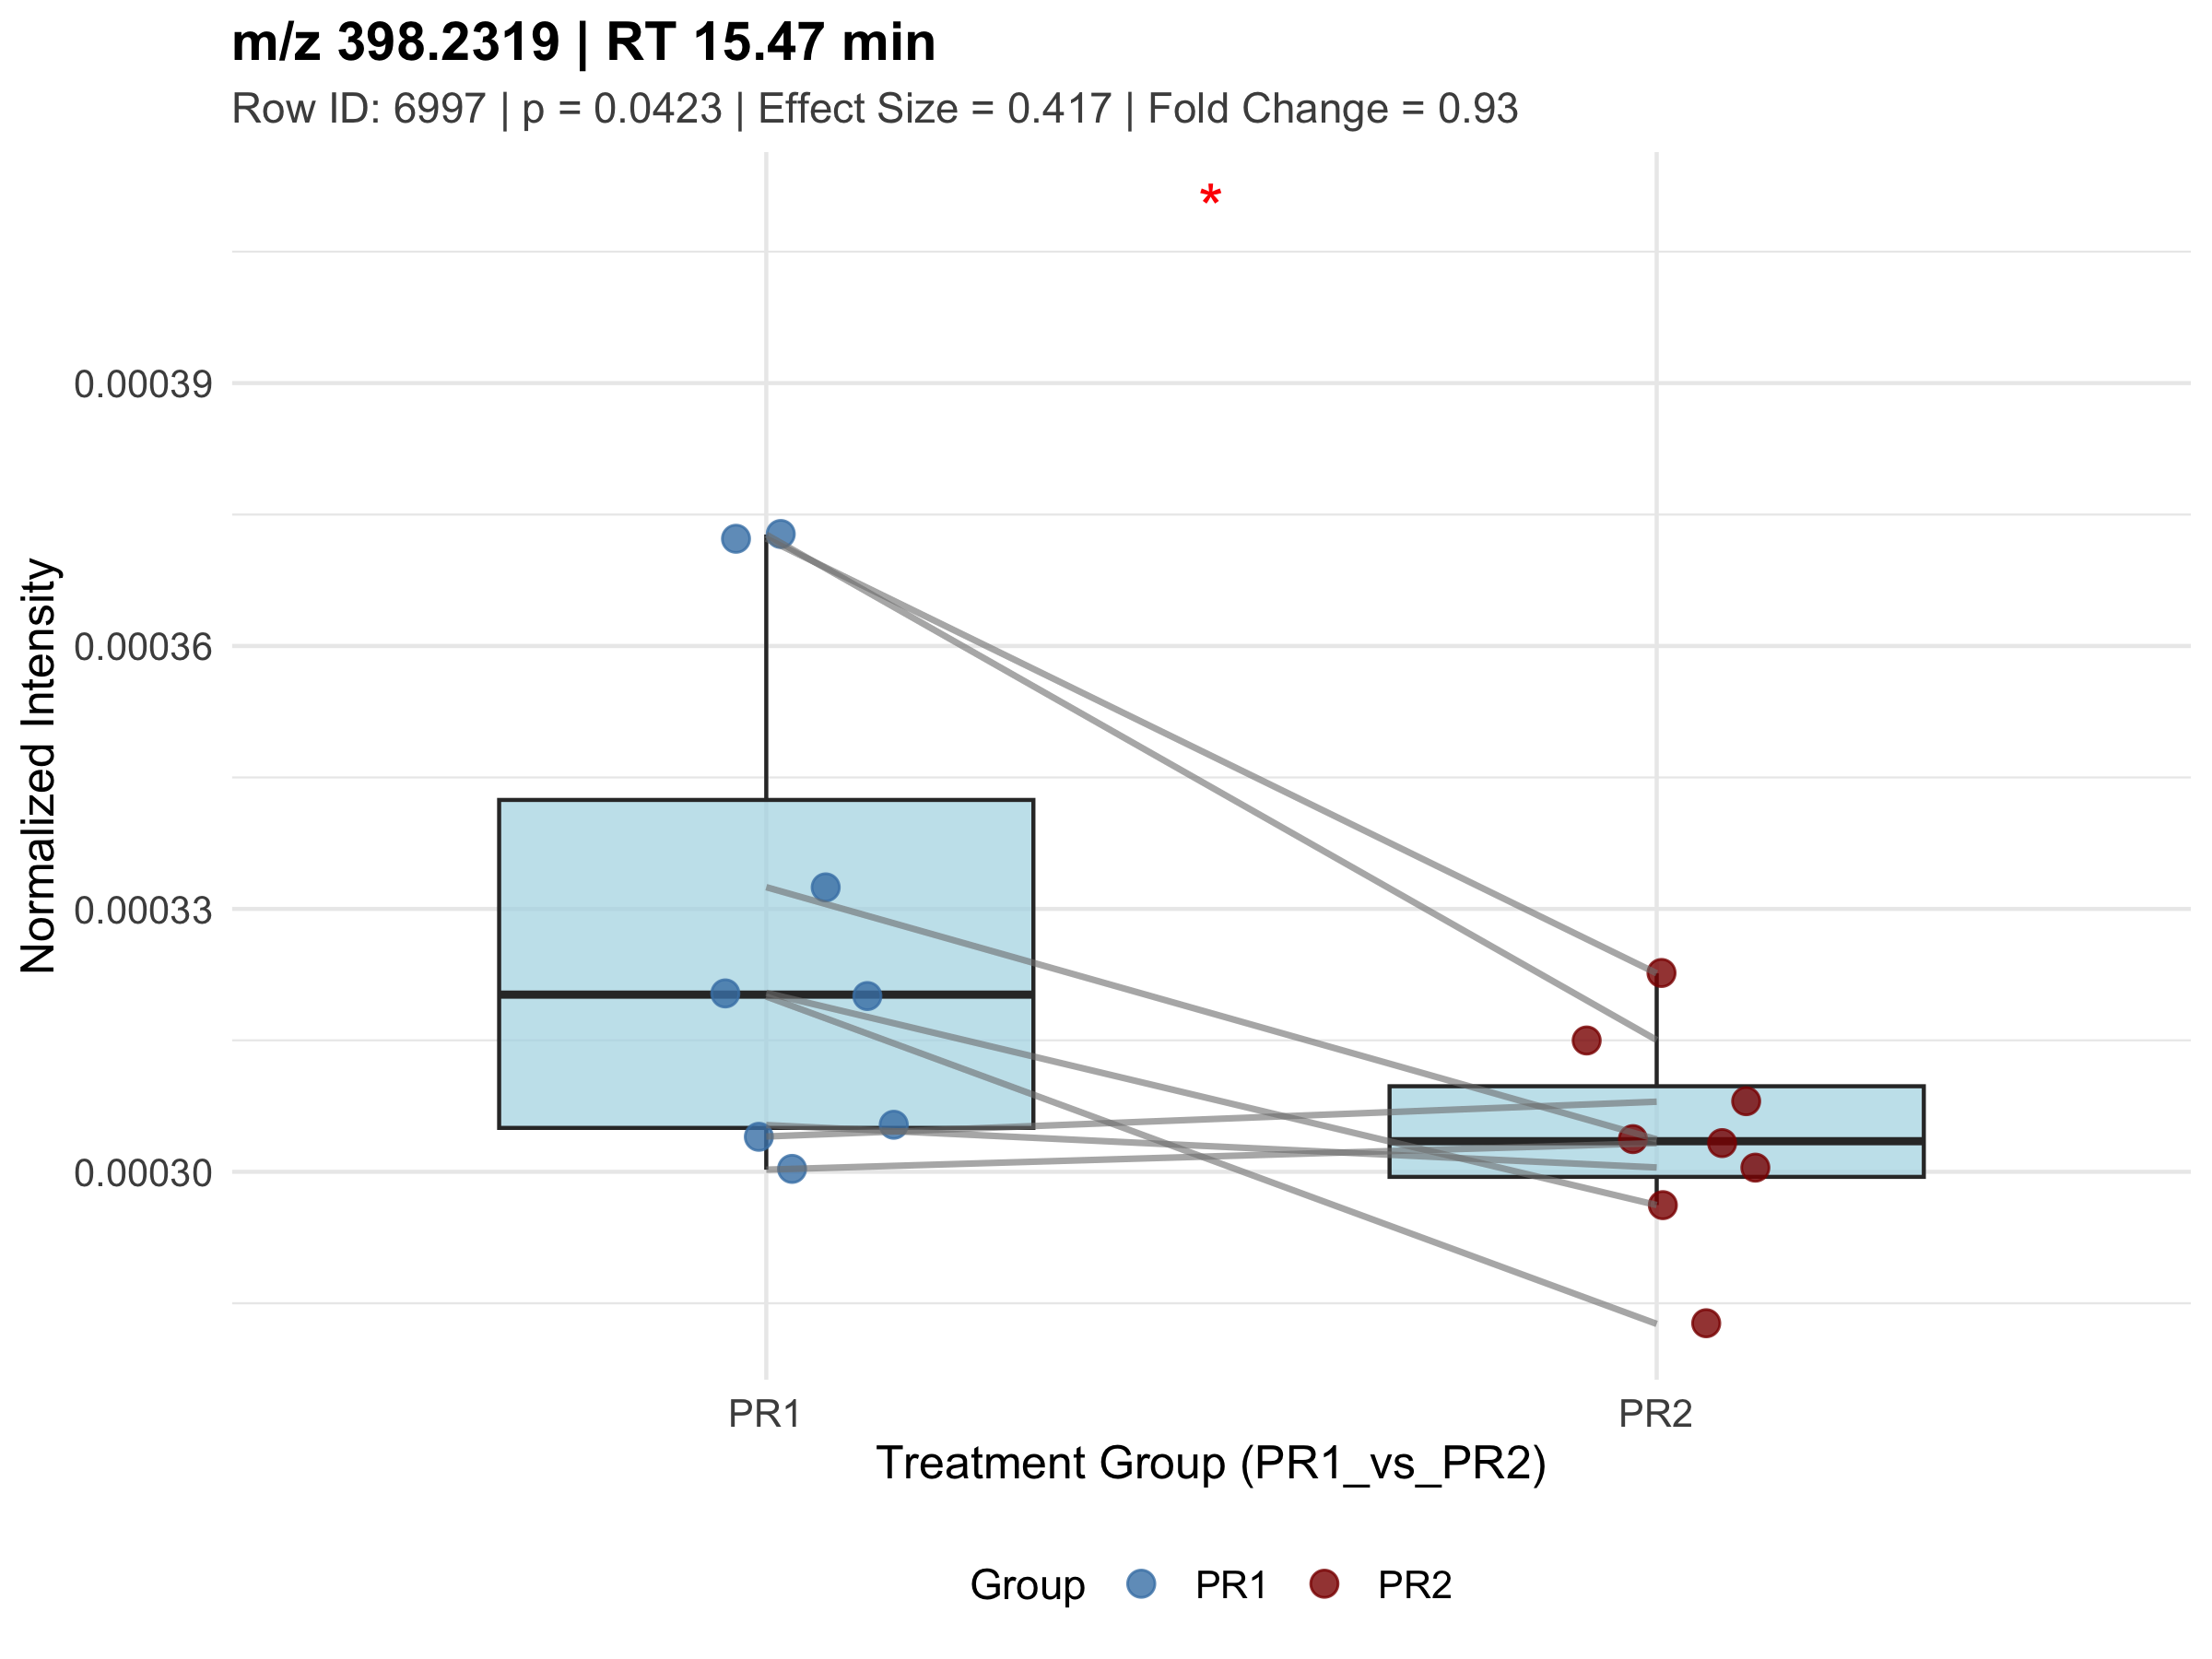 m/z 398.2319 | RT 15.47 min
Row ID: 6997 | p = 0.0423 | Effect Size = 0.417 | Fold Change = 0.93
*
Normalized Intensity
0.00039
0.00036
0.00033
0.00030
PR1
PR2
Treatment Group (PR1_vs_PR2)
Group
PR1
PR2